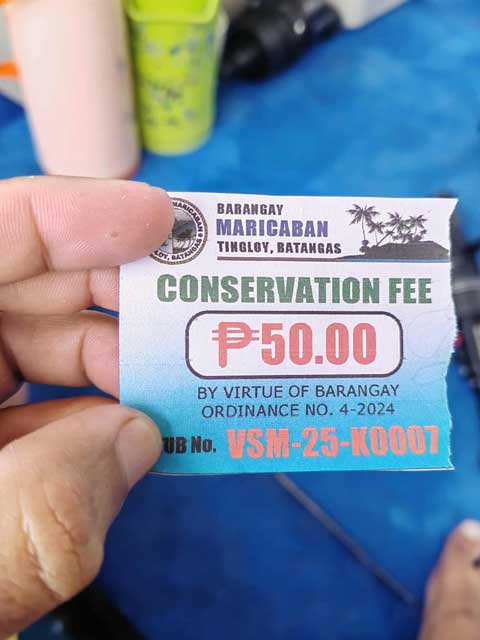 BARANGAY
MARICABAN
TINGLOY, BATANGAS
CONSERVATION FEE
₱50.00
BY VIRTUE OF BARANGAY
ORDINANCE NO. 4-2024
UB No. VSM-25-K0007